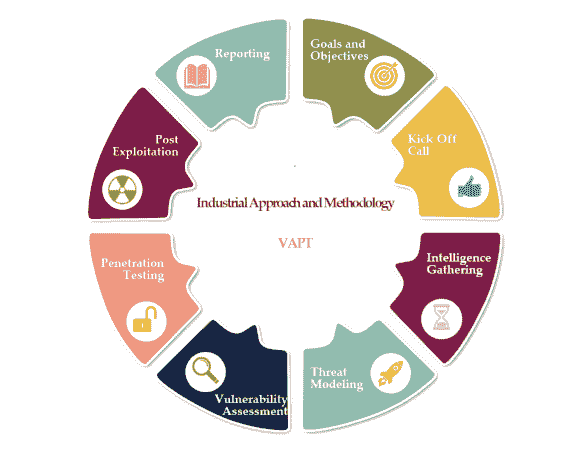 Goals and
Objectives
Kick Off
Call
Intelligence
Gathering
Threat
Modeling
Vulnerability
Assessment
Penetration
Testing
Post
Exploitation
Reporting
Industrial Approach and Methodology
VAPT